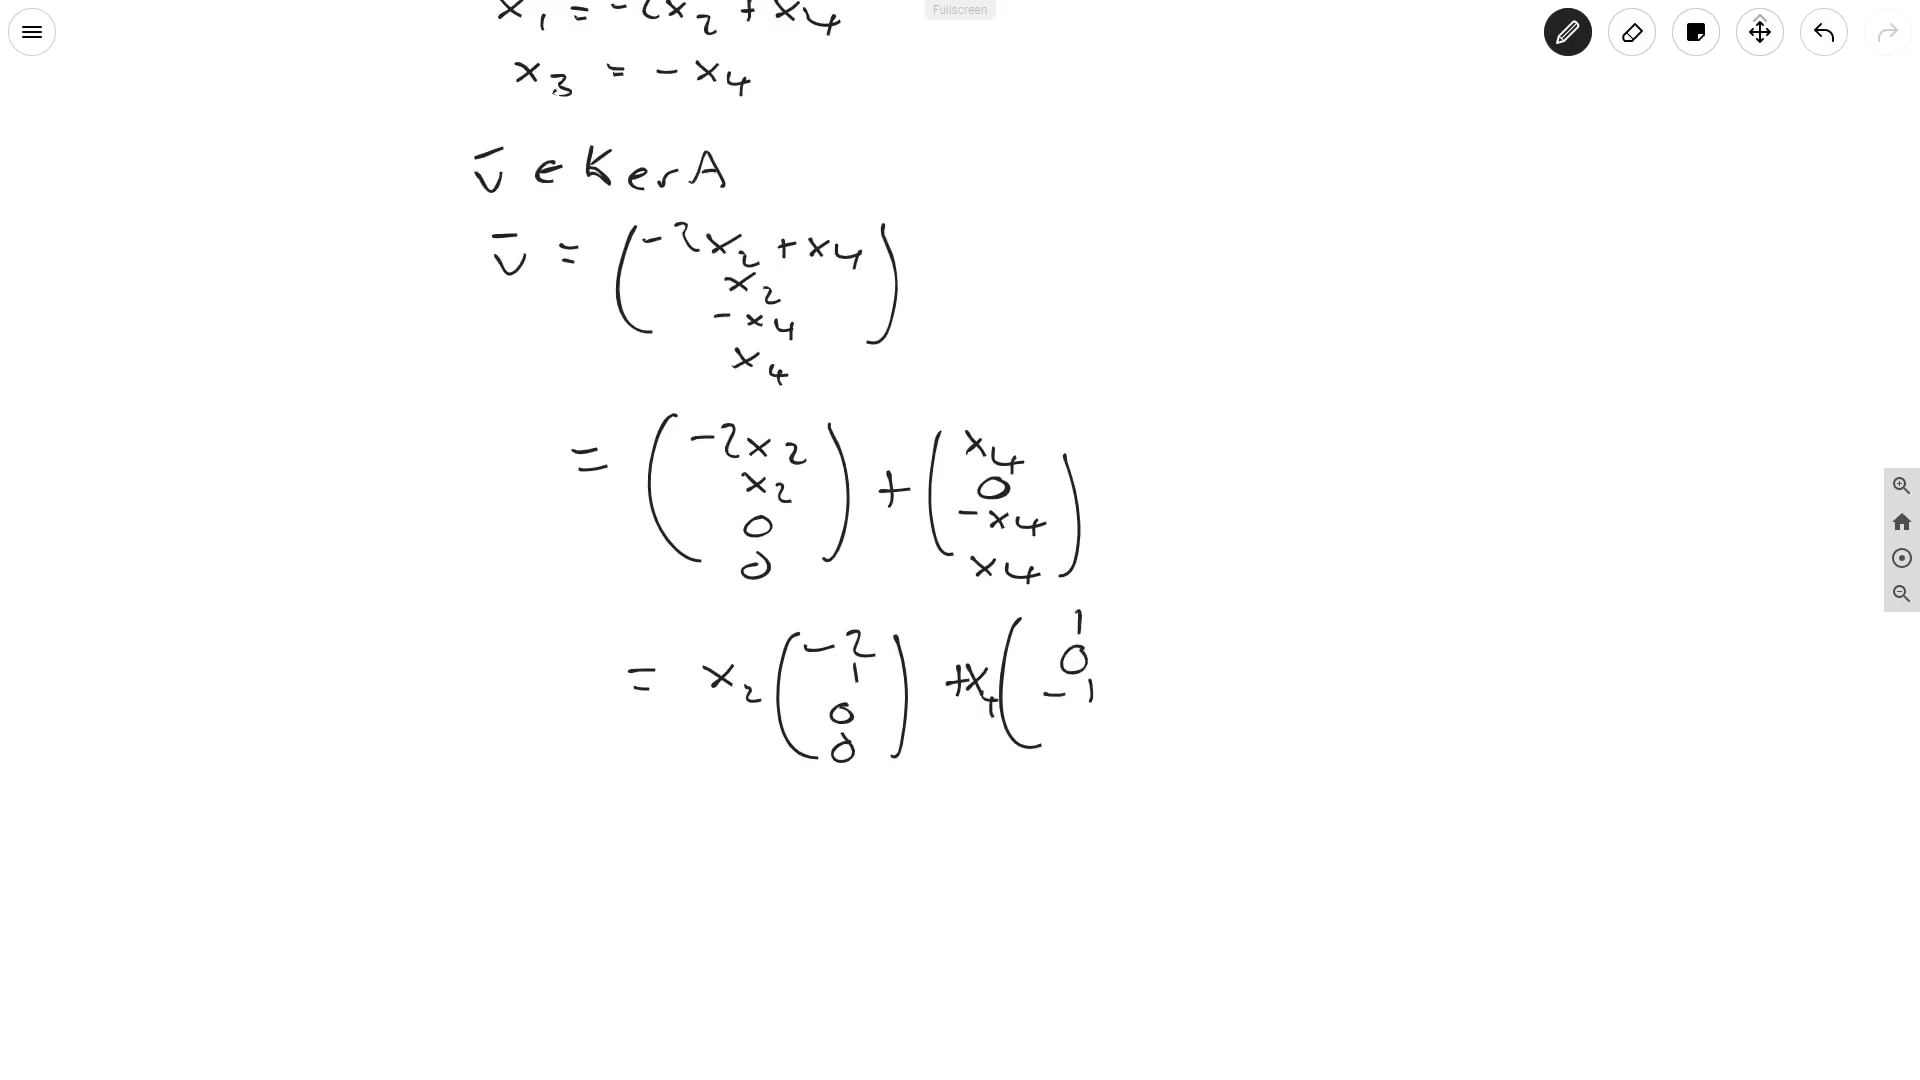 Fullscreen
x₁ = -2x₂ + x₄
x₃ = -x₄
v̄ ∈ Ker A
v̄ = (-2x₂ + x₄
x₂
-x₄
x₄)
= (-2x₂
x₂
0
0) + (x₄
0
-x₄
x₄)
= x₂ (-2
1
0
0) + x₄ (1
0
-1